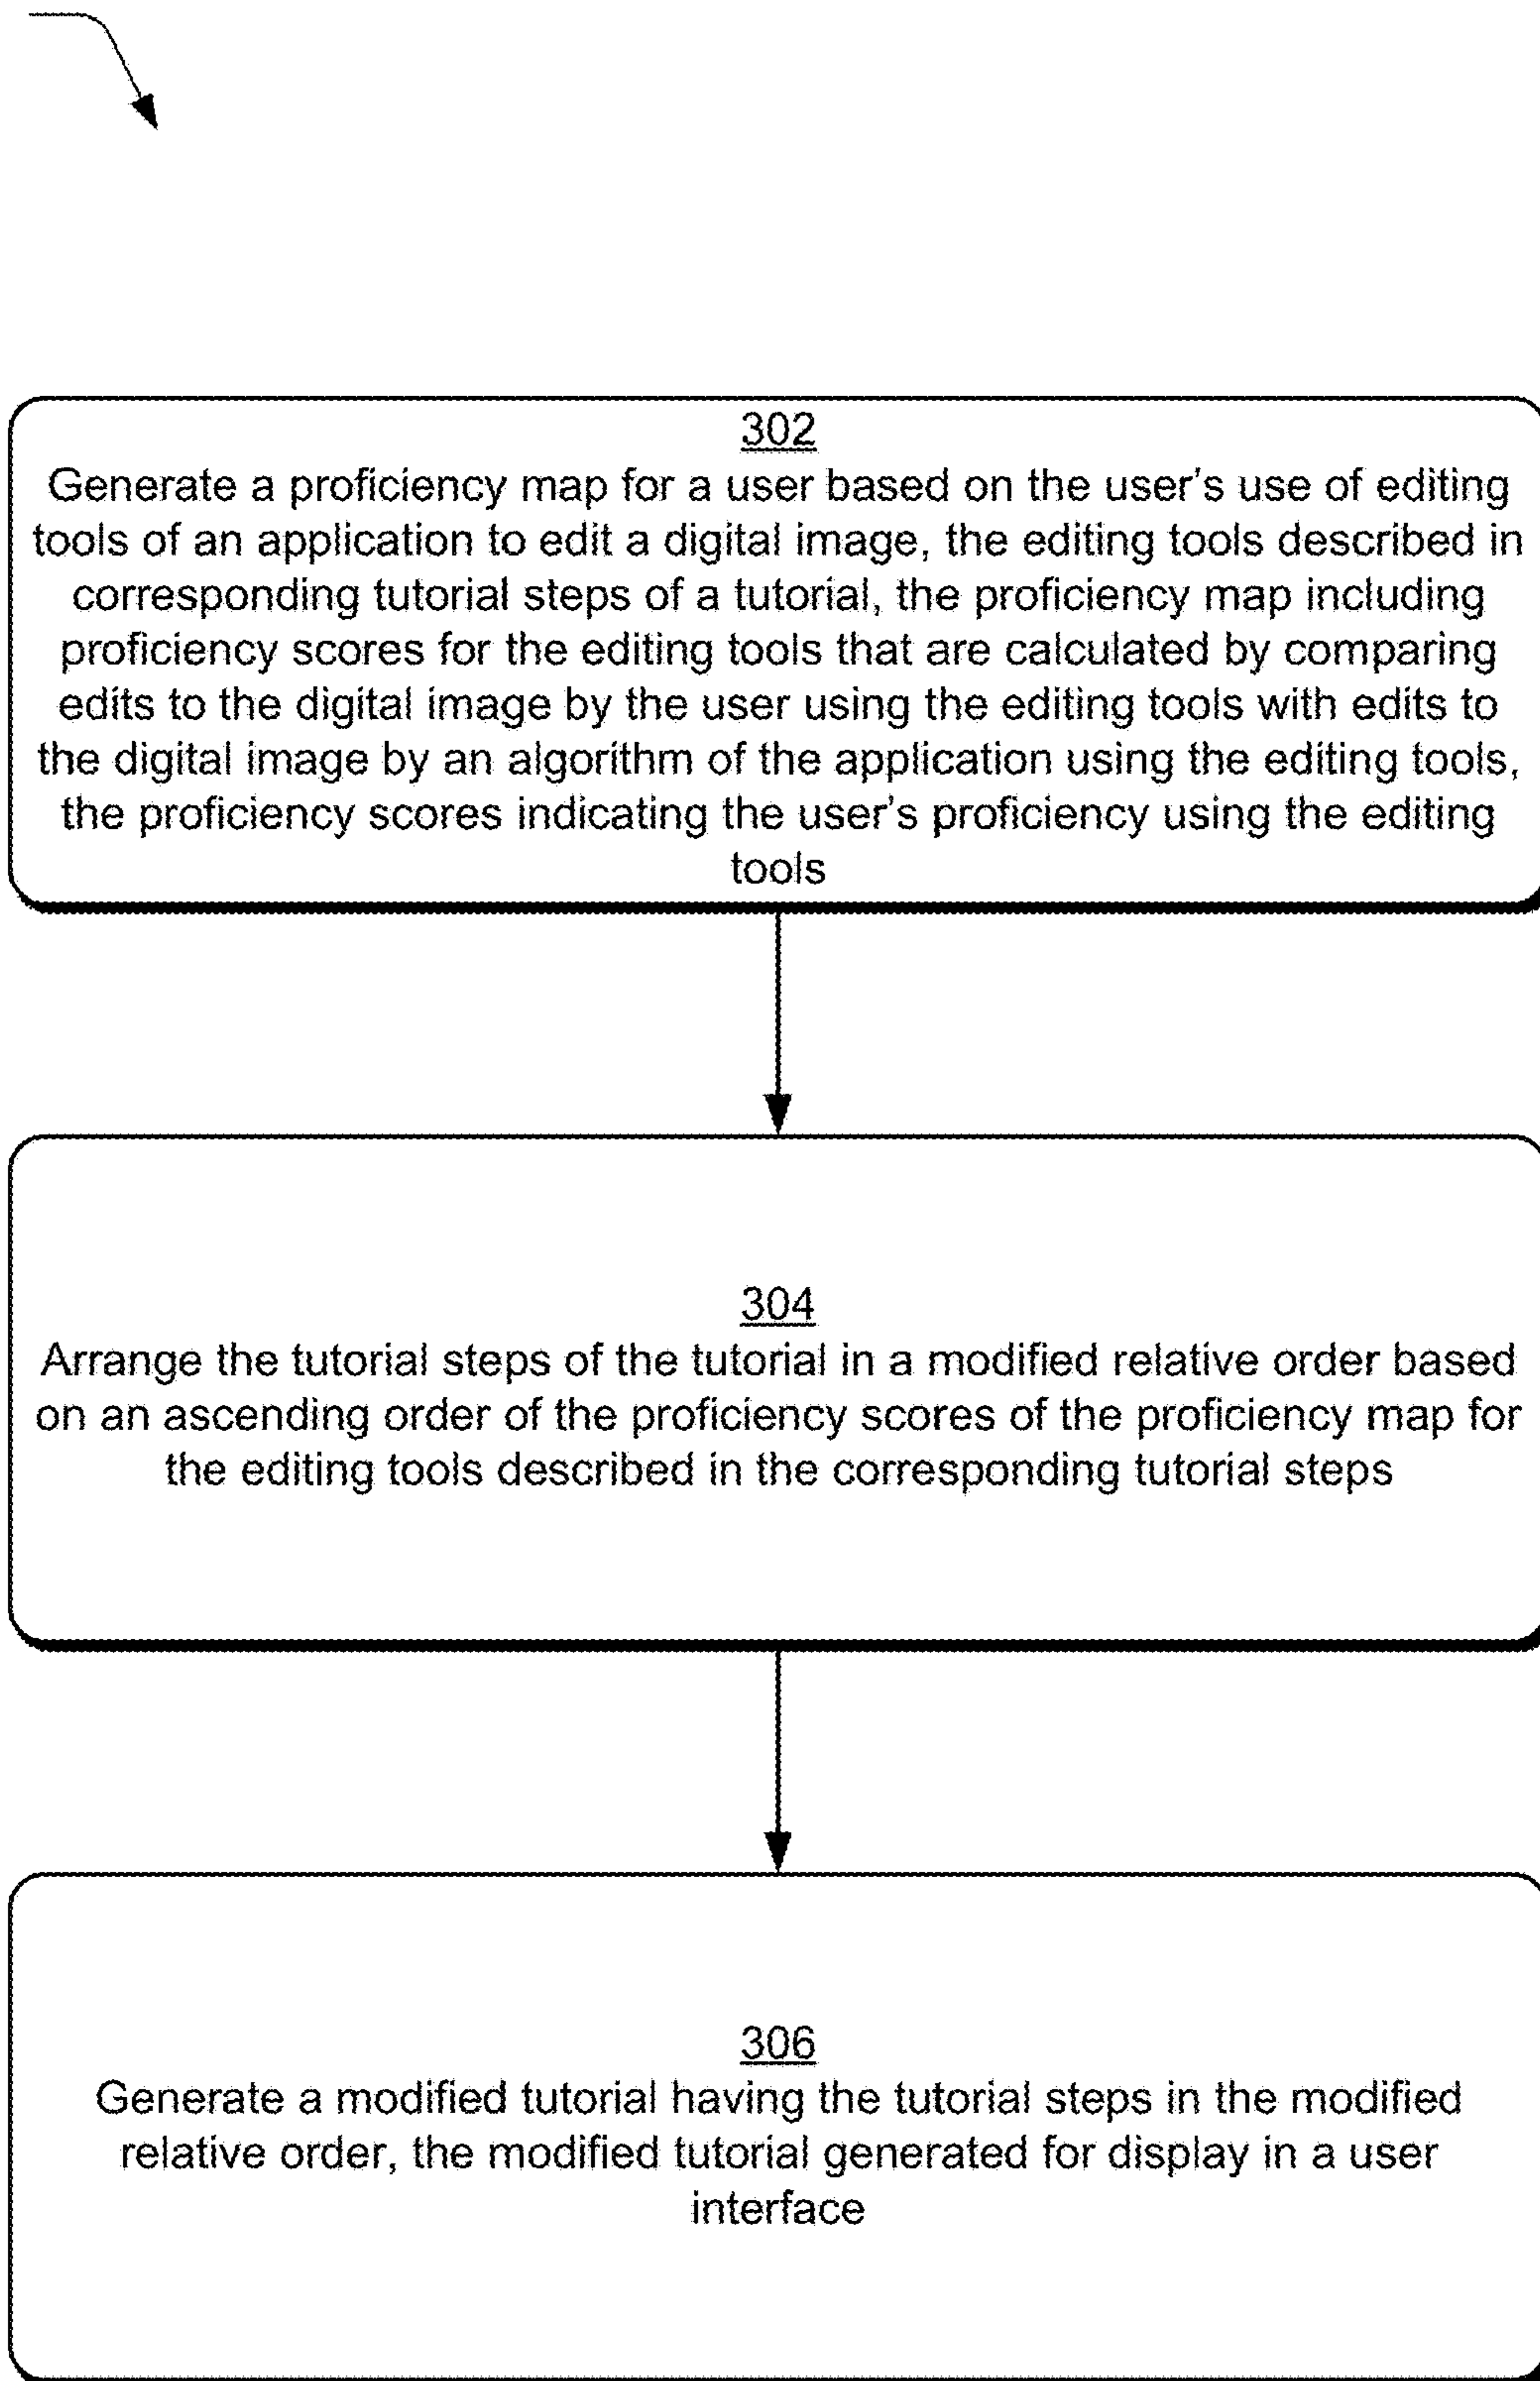 302
Generate a proficiency map for a user based on the user's use of editing
tools of an application to edit a digital image, the editing tools described in
corresponding tutorial steps of a tutorial, the proficiency map including
proficiency scores for the editing tools that are calculated by comparing
edits to the digital image by the user using the editing tools with edits to
the digital image by an algorithm of the application using the editing tools,
the proficiency scores indicating the user's proficiency using the editing
tools
304
Arrange the tutorial steps of the tutorial in a modified relative order based
on an ascending order of the proficiency scores of the proficiency map for
the editing tools described in the corresponding tutorial steps
306
Generate a modified tutorial having the tutorial steps in the modified
relative order, the modified tutorial generated for display in a user
interface